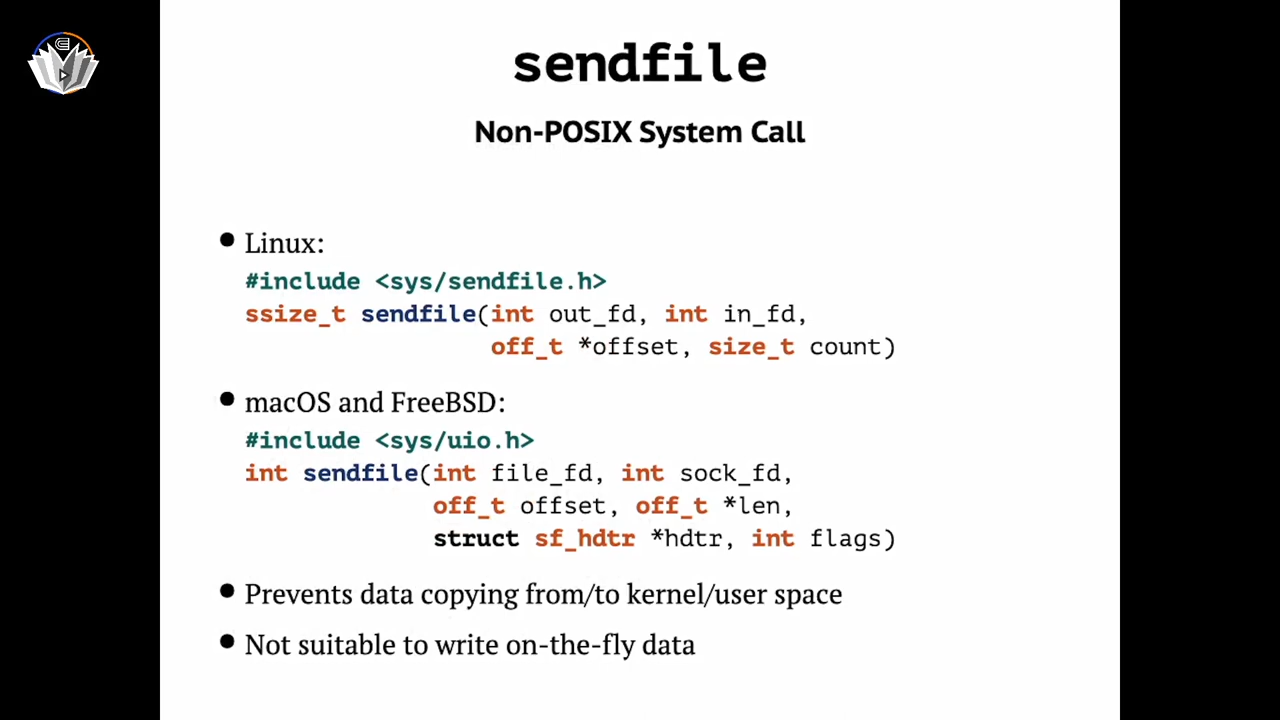 sendfile
Non-POSIX System Call
• Linux:
#include <sys/sendfile.h>
ssize_t sendfile(int out_fd, int in_fd,
off_t *offset, size_t count)
• macOS and FreeBSD:
#include <sys/uio.h>
int sendfile(int file_fd, int sock_fd,
off_t offset, off_t *len,
struct sf_hdtr *hdtr, int flags)
• Prevents data copying from/to kernel/user space
• Not suitable to write on-the-fly data